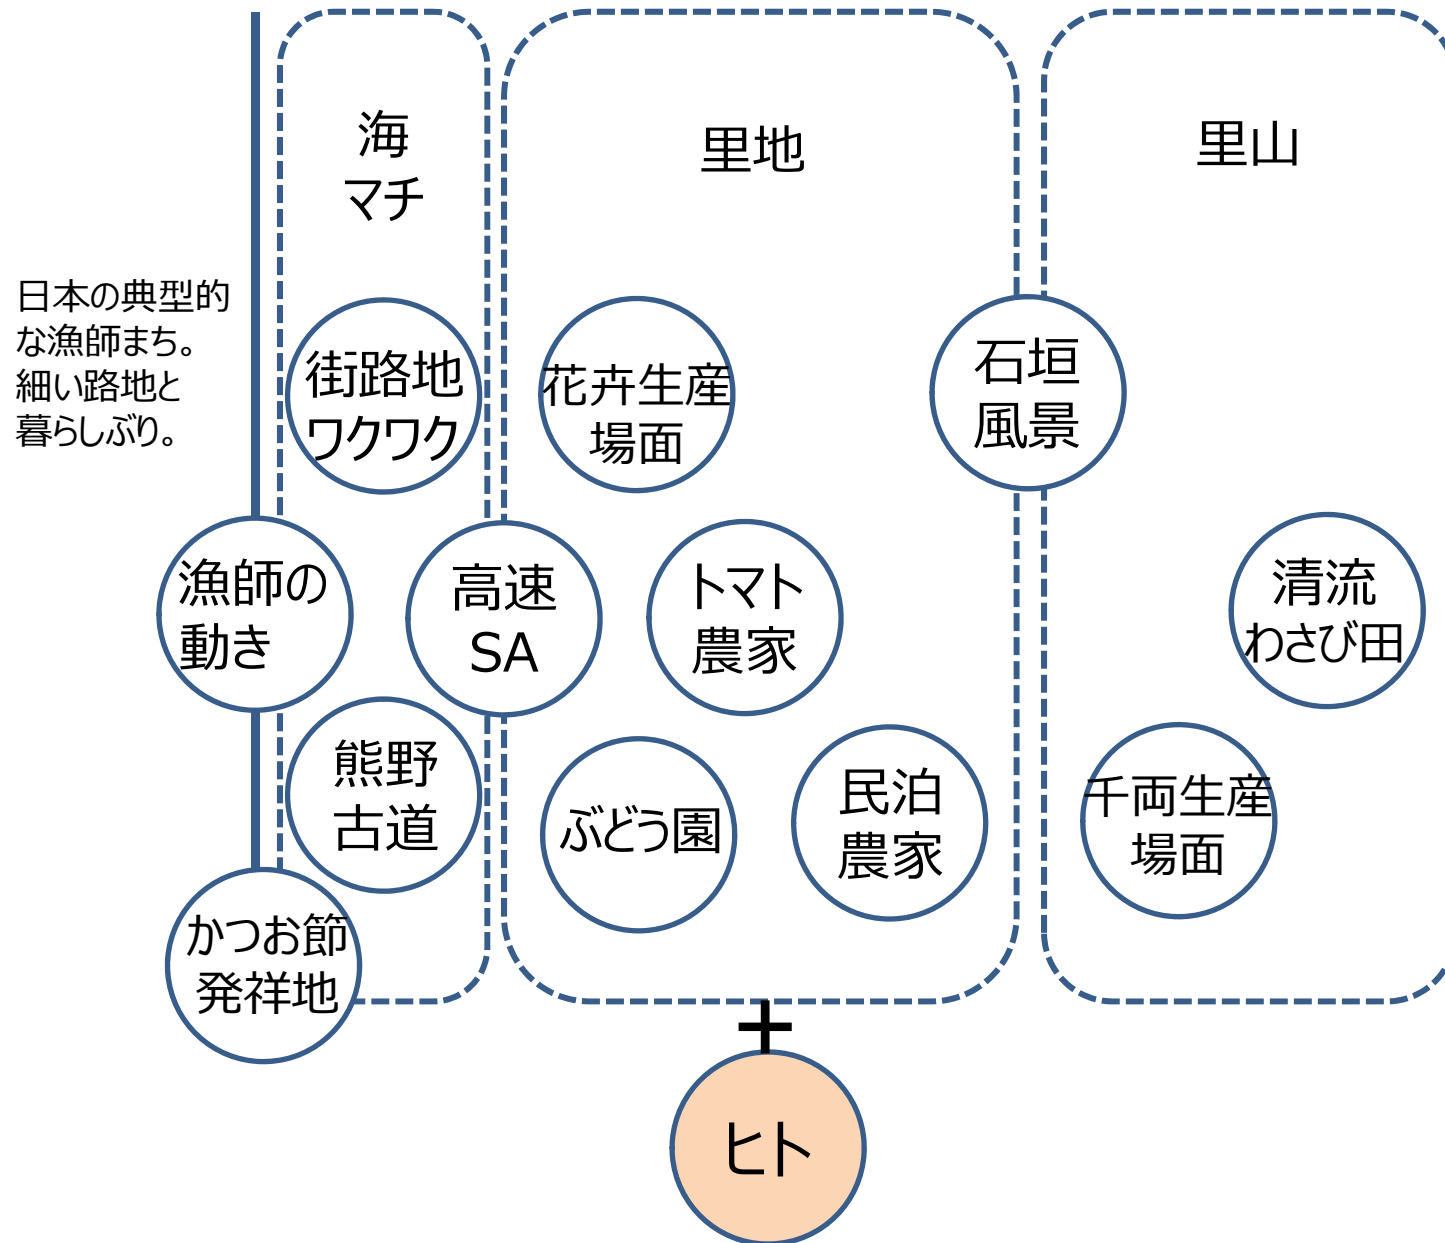 海
マチ
里地
里山
日本の典型的
な漁師まち。
細い路地と
暮らしぶり。
街路地
ワクワク
花卉生産
場面
石垣
風景
漁師の
動き
高速
SA
トマト
農家
清流
わさび田
熊野
古道
ぶどう園
民泊
農家
千両生産
場面
かつお節
発祥地
+
ヒト